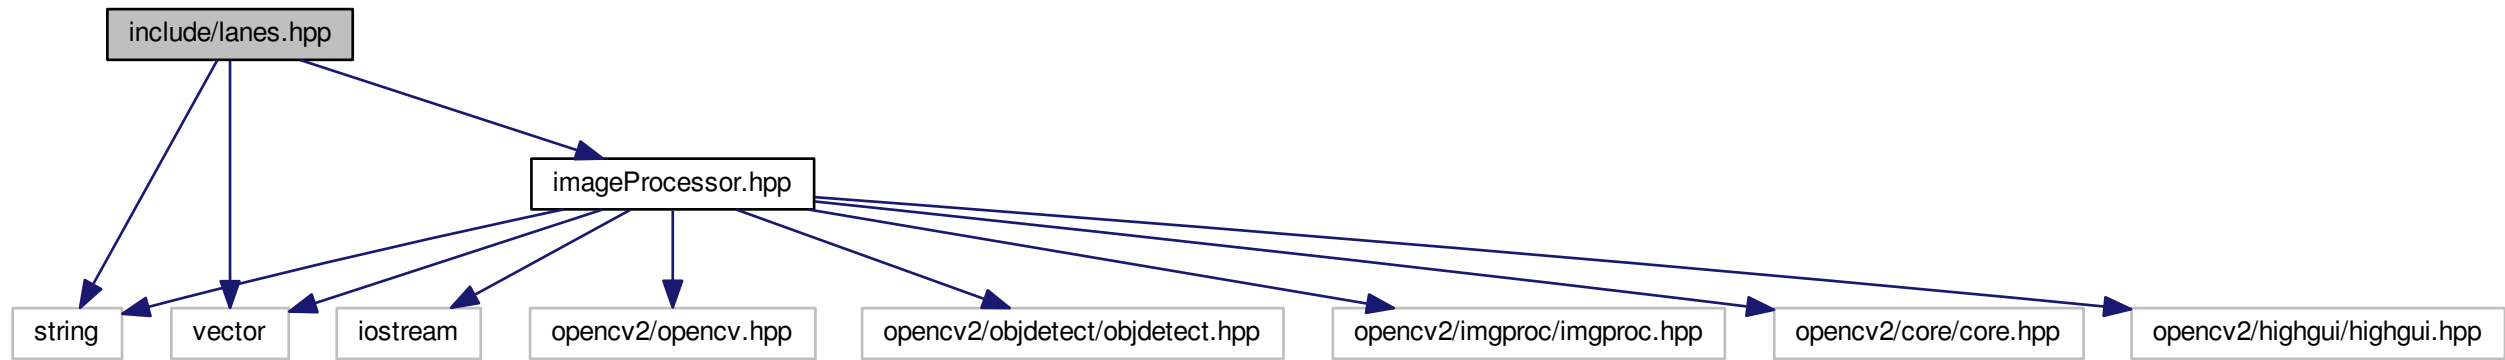 include/lanes.hpp
imageProcessor.hpp
string
vector
iostream
opencv2/opencv.hpp
opencv2/objdetect/objdetect.hpp
opencv2/imgproc/imgproc.hpp
opencv2/core/core.hpp
opencv2/highgui/highgui.hpp